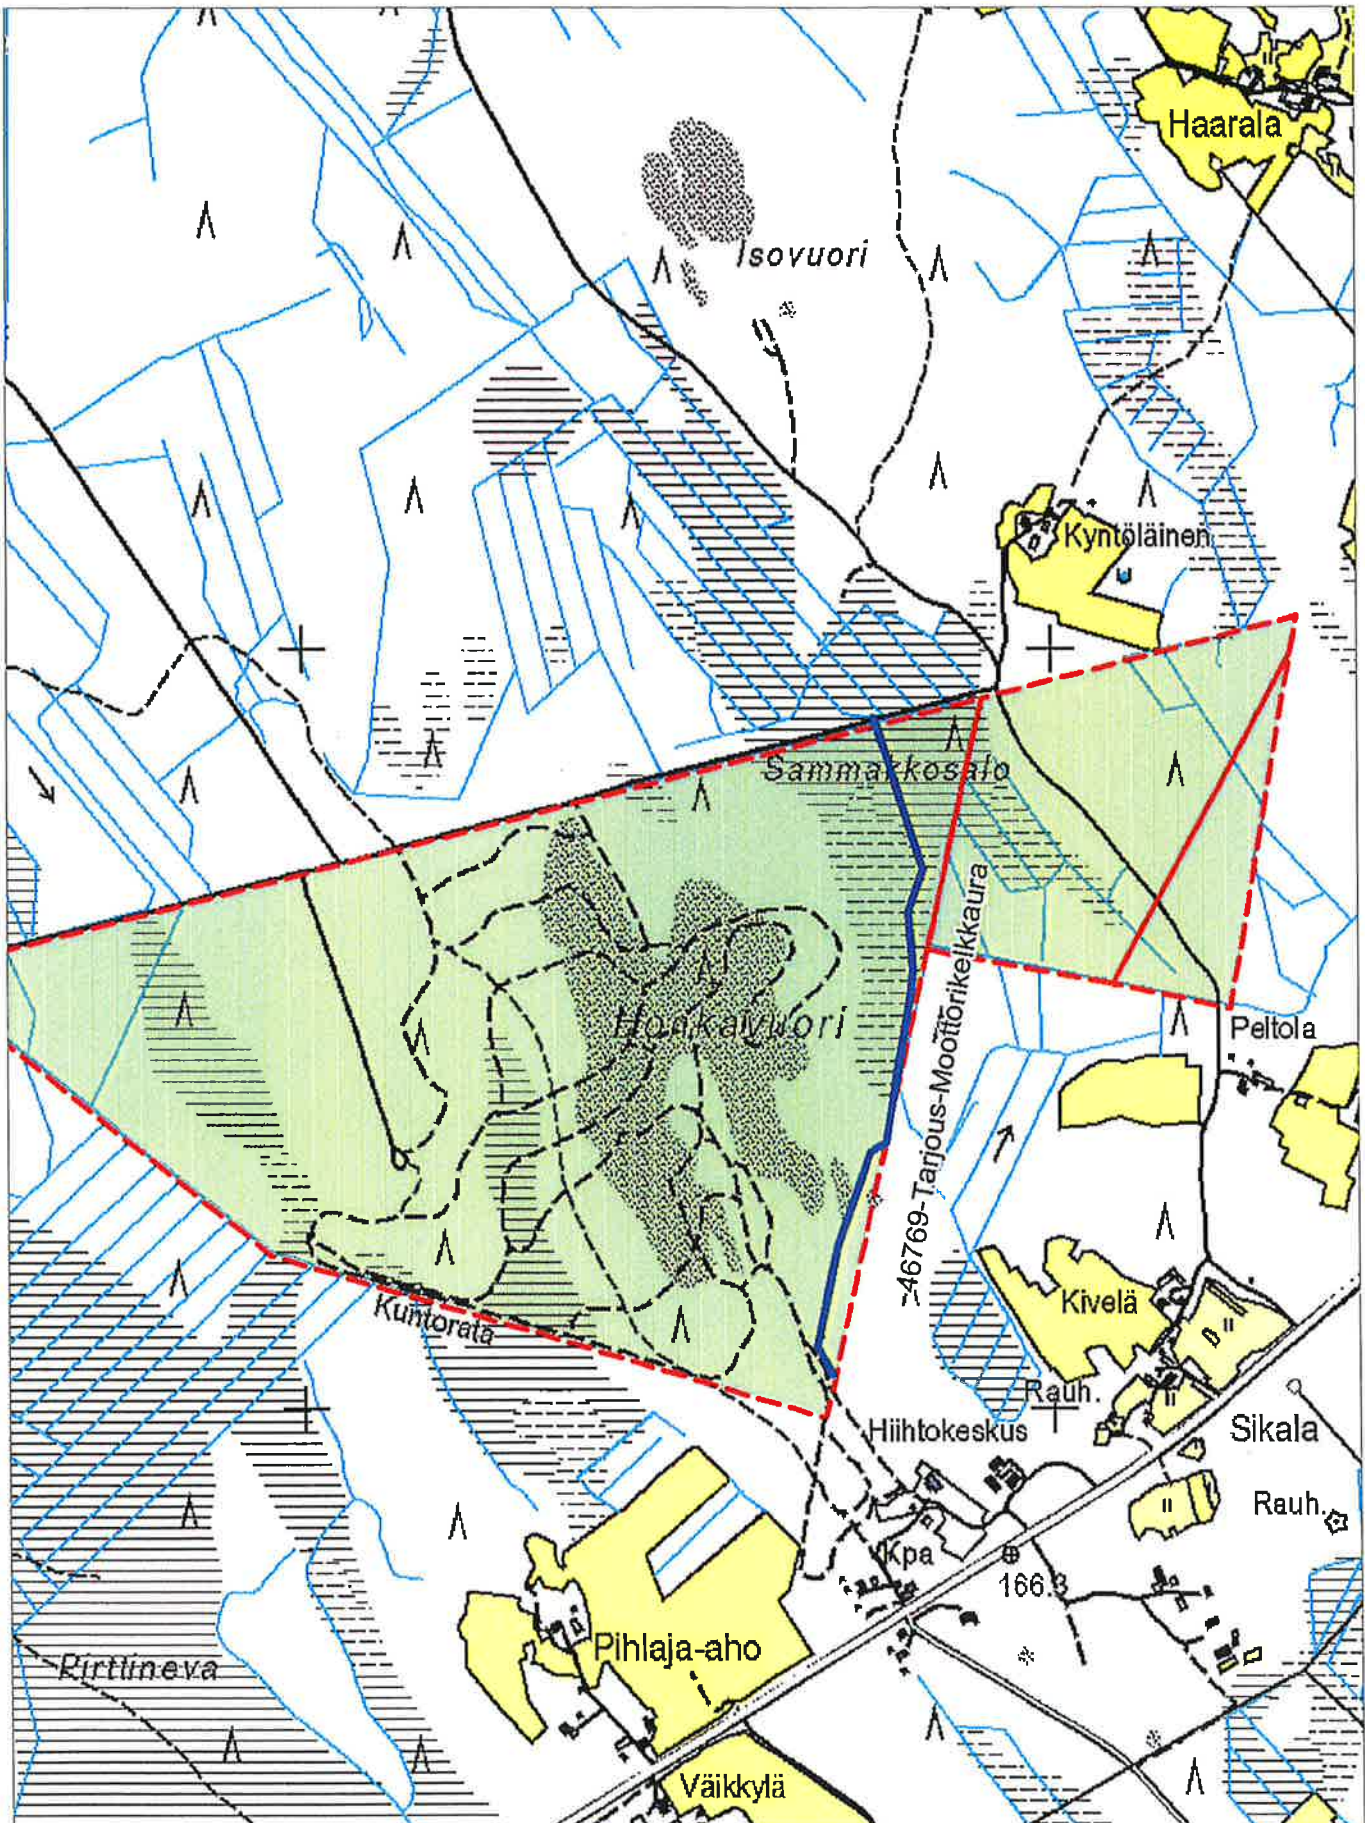 Haarala
Isovuori
Kyntöläinen
Sammakkosalo
Honkavuori
Peltola
-46769-Tarjous-Moottorikelkkaura
Kivelä
Kuntorata
Rauh.
Hiihtokeskus
Sikala
Rauh.
Kpa
166.3
Pihlaja-aho
Pirttineva
Väikkylä